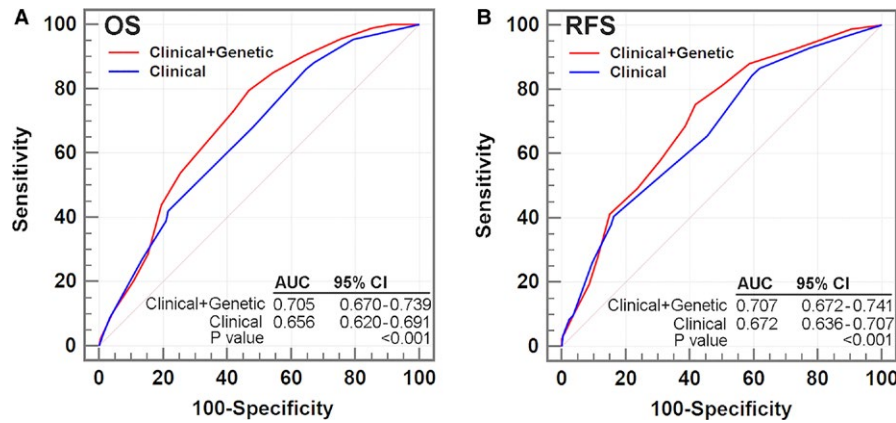 A
OS
Clinical+Genetic
Clinical
100
80
60
40
20
0
Sensitivity
AUC 95% CI
Clinical+Genetic 0.705 0.670-0.739
Clinical 0.656 0.620-0.691
P value <0.001
0 20 40 60 80 100
100-Specificity
B
RFS
Clinical+Genetic
Clinical
100
80
60
40
20
0
Sensitivity
AUC 95% CI
Clinical+Genetic 0.707 0.672-0.741
Clinical 0.672 0.636-0.707
P value <0.001
0 20 40 60 80 100
100-Specificity